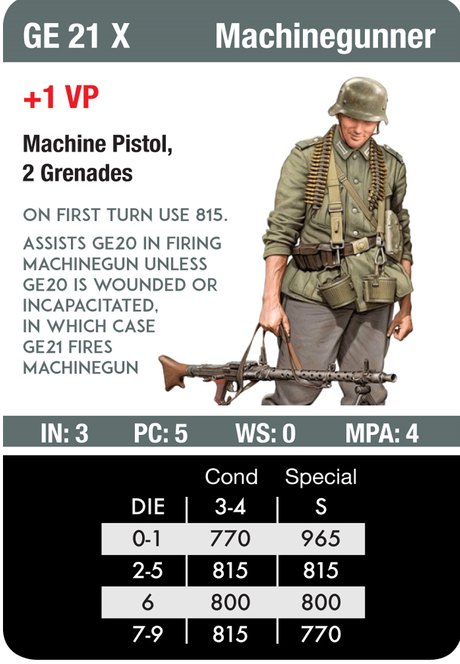 GE 21 X Machinegunner
+1 VP
Machine Pistol,
2 Grenades
ON FIRST TURN USE 815.
ASSISTS GE20 IN FIRING
MACHINEGUN UNLESS
GE20 IS WOUNDED OR
INCAPACITATED,
IN WHICH CASE
GE21 FIRES
MACHINEGUN
IN: 3 PC: 5 WS: 0 MPA: 4
Cond Special
DIE 3-4 S
0-1 770 965
2-5 815 815
6 800 800
7-9 815 770